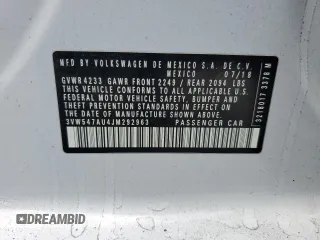 MFD BY VOLKSWAGEN DE MEXICO S.A. DE C.V.
MEXICO 07/18
GVWR 4233 GAWR FRONT 2249 / REAR 2094 LBS
THIS VEHICLE CONFORMS TO ALL APPLICABLE
FEDERAL MOTOR VEHICLE SAFETY, BUMPER AND
THEFT PREVENTION STANDARDS IN EFFECT ON
THE DATE OF MANUFACTURE SHOWN ABOVE.
3VW547AU4JM292963 PASSENGER CAR
3218017 3378 M
DREAMBID